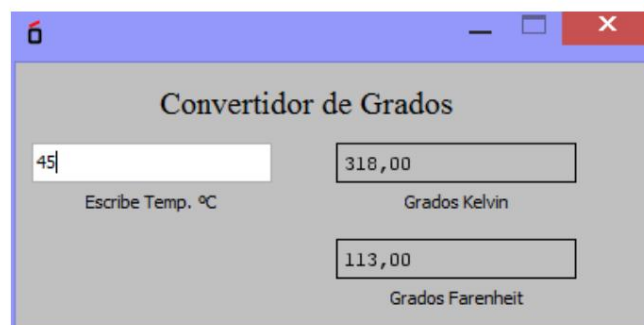 Convertidor de Grados
45
318,00
Escribe Temp. ºC
Grados Kelvin
113,00
Grados Farenheit